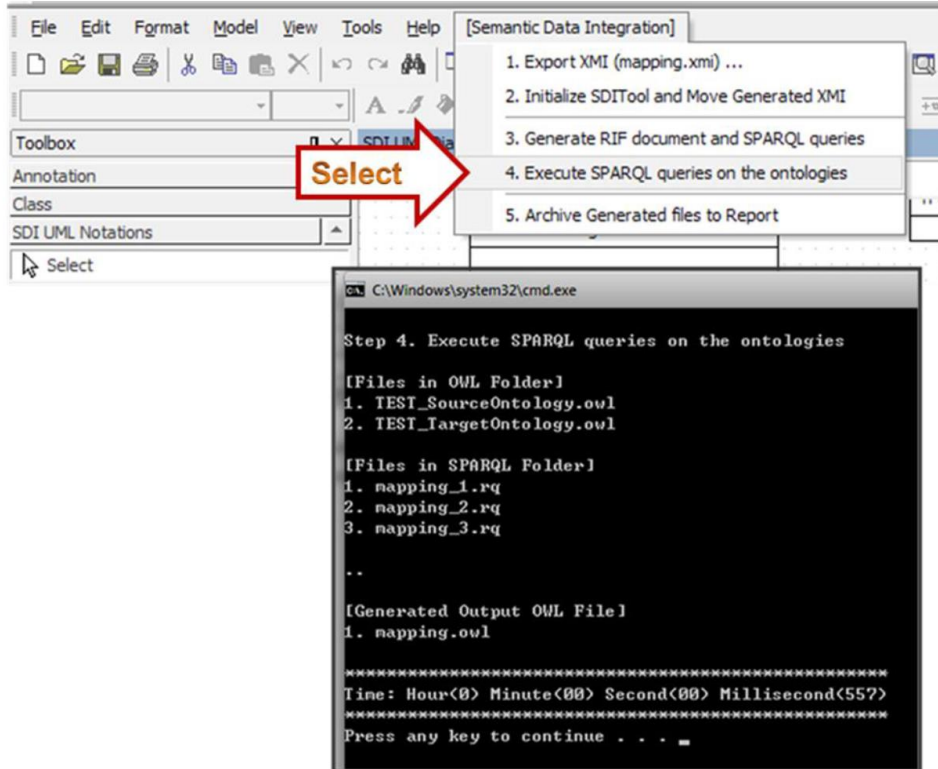 File Edit Format Model View Tools Help [Semantic Data Integration]
1. Export XMI (mapping.xmi) ...
2. Initialize SDITool and Move Generated XMI
3. Generate RIF document and SPARQL queries
4. Execute SPARQL queries on the ontologies
5. Archive Generated files to Report
Toolbox
SDI UML Dia
Annotation
Class
SDI UML Notations
Select
Select
C:\Windows\system32\cmd.exe
Step 4. Execute SPARQL queries on the ontologies
[Files in OWL Folder]
1. TEST_SourceOntology.owl
2. TEST_TargetOntology.owl
[Files in SPARQL Folder]
1. mapping_1.rq
2. mapping_2.rq
3. mapping_3.rq
..
[Generated Output OWL File]
1. mapping.owl
****************************************************
Time: Hour(0) Minute(00) Second(00) Millisecond(557)
****************************************************
Press any key to continue . . . _